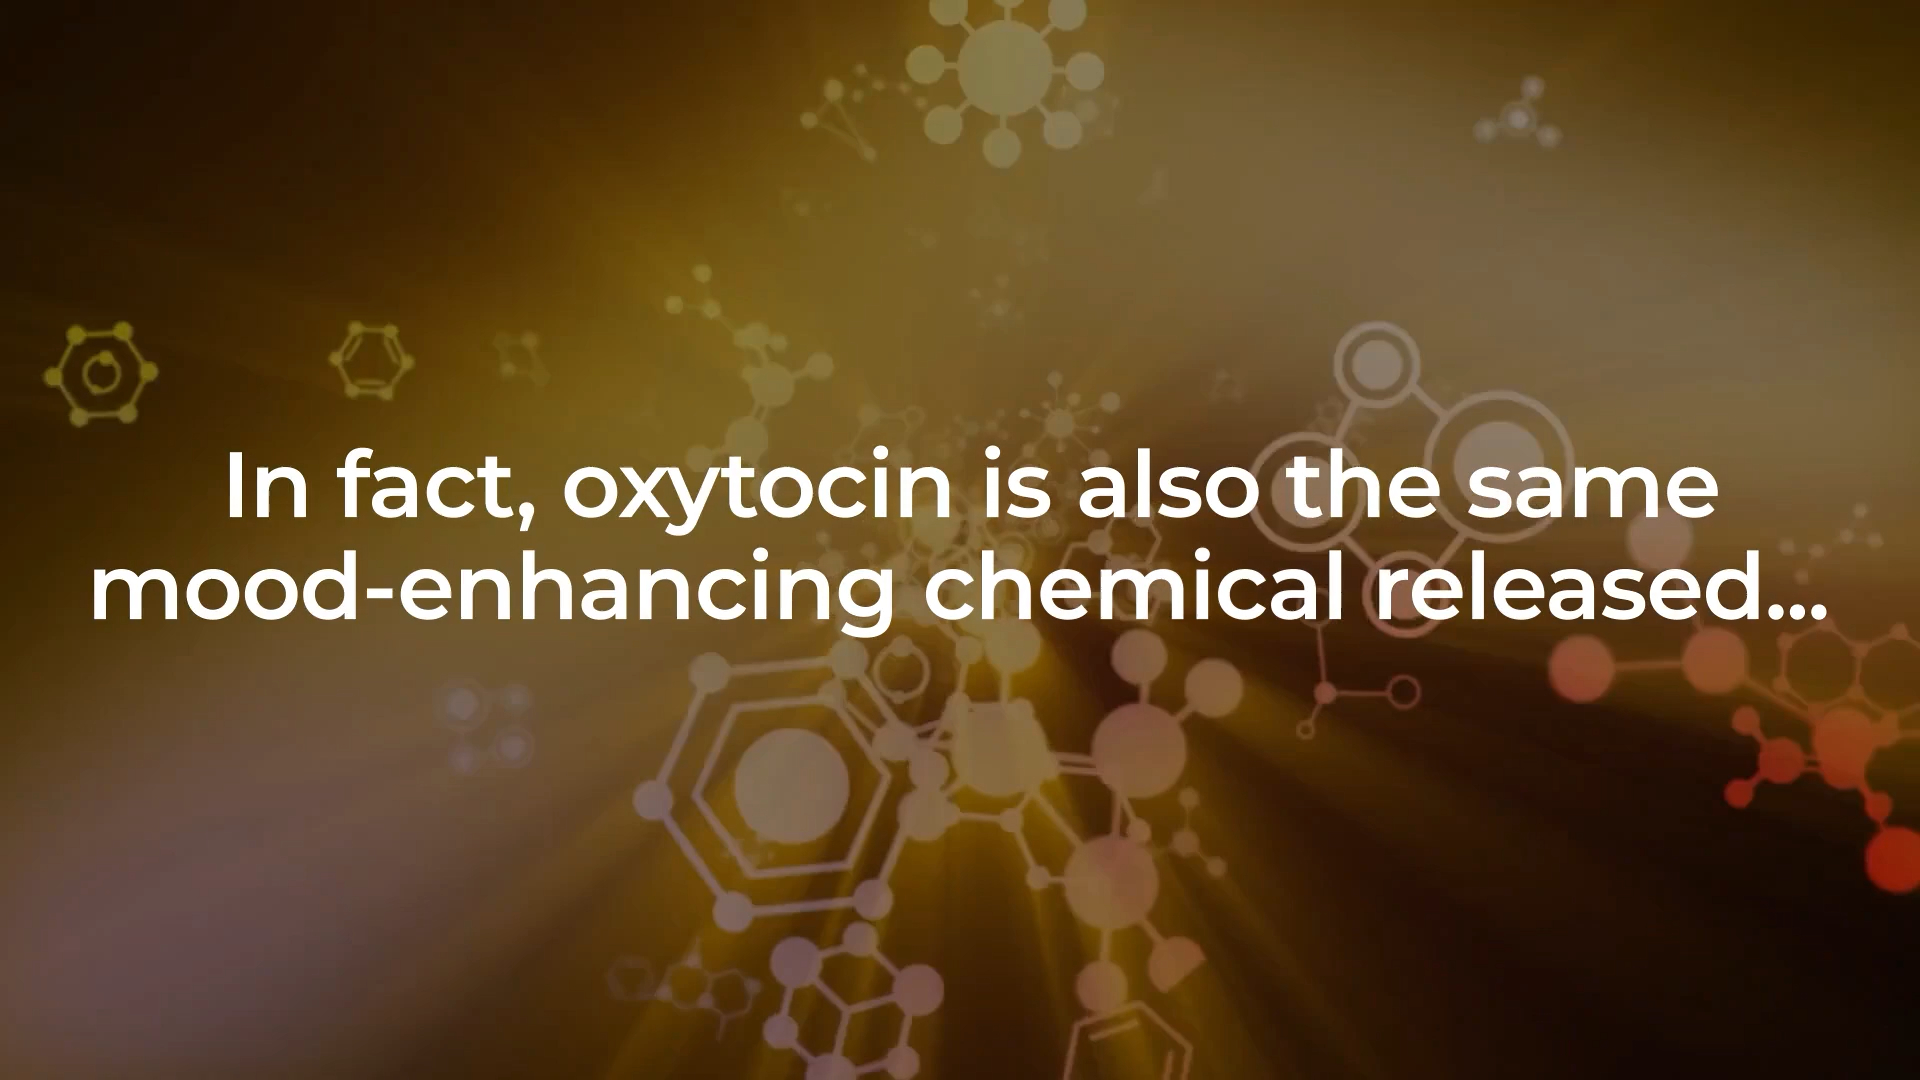 In fact, oxytocin is also the same
mood-enhancing chemical released...